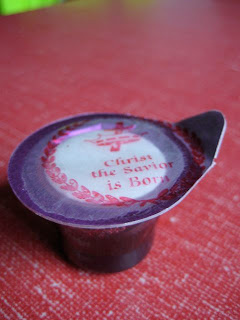 Christ
the Savior
is Born